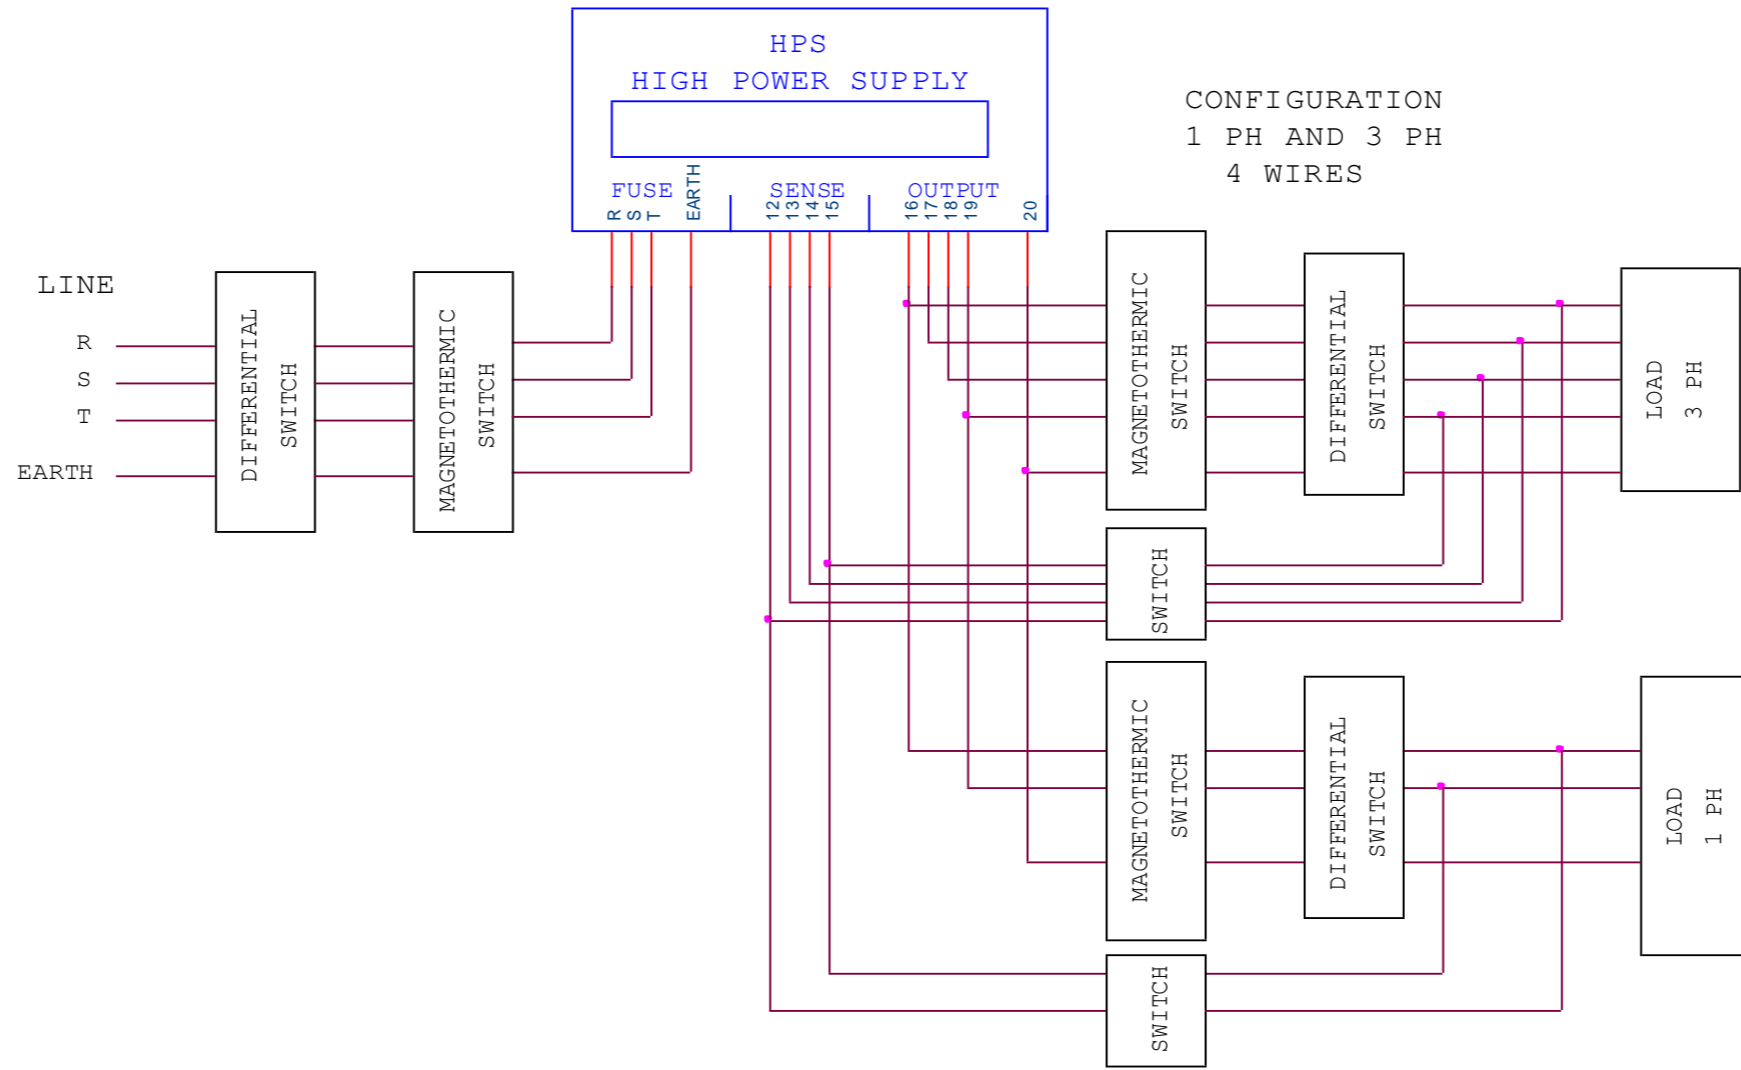 HPS
HIGH POWER SUPPLY
CONFIGURATION
1 PH AND 3 PH
4 WIRES
FUSE
SENSE
OUTPUT
R
S
T
EARTH
12
13
14
15
16
17
18
19
20
LINE
R
S
T
EARTH
DIFFERENTIAL
SWITCH
MAGNETOTHERMIC
SWITCH
MAGNETOTHERMIC
SWITCH
DIFFERENTIAL
SWITCH
LOAD
3 PH
SWITCH
MAGNETOTHERMIC
SWITCH
DIFFERENTIAL
SWITCH
LOAD
1 PH
SWITCH